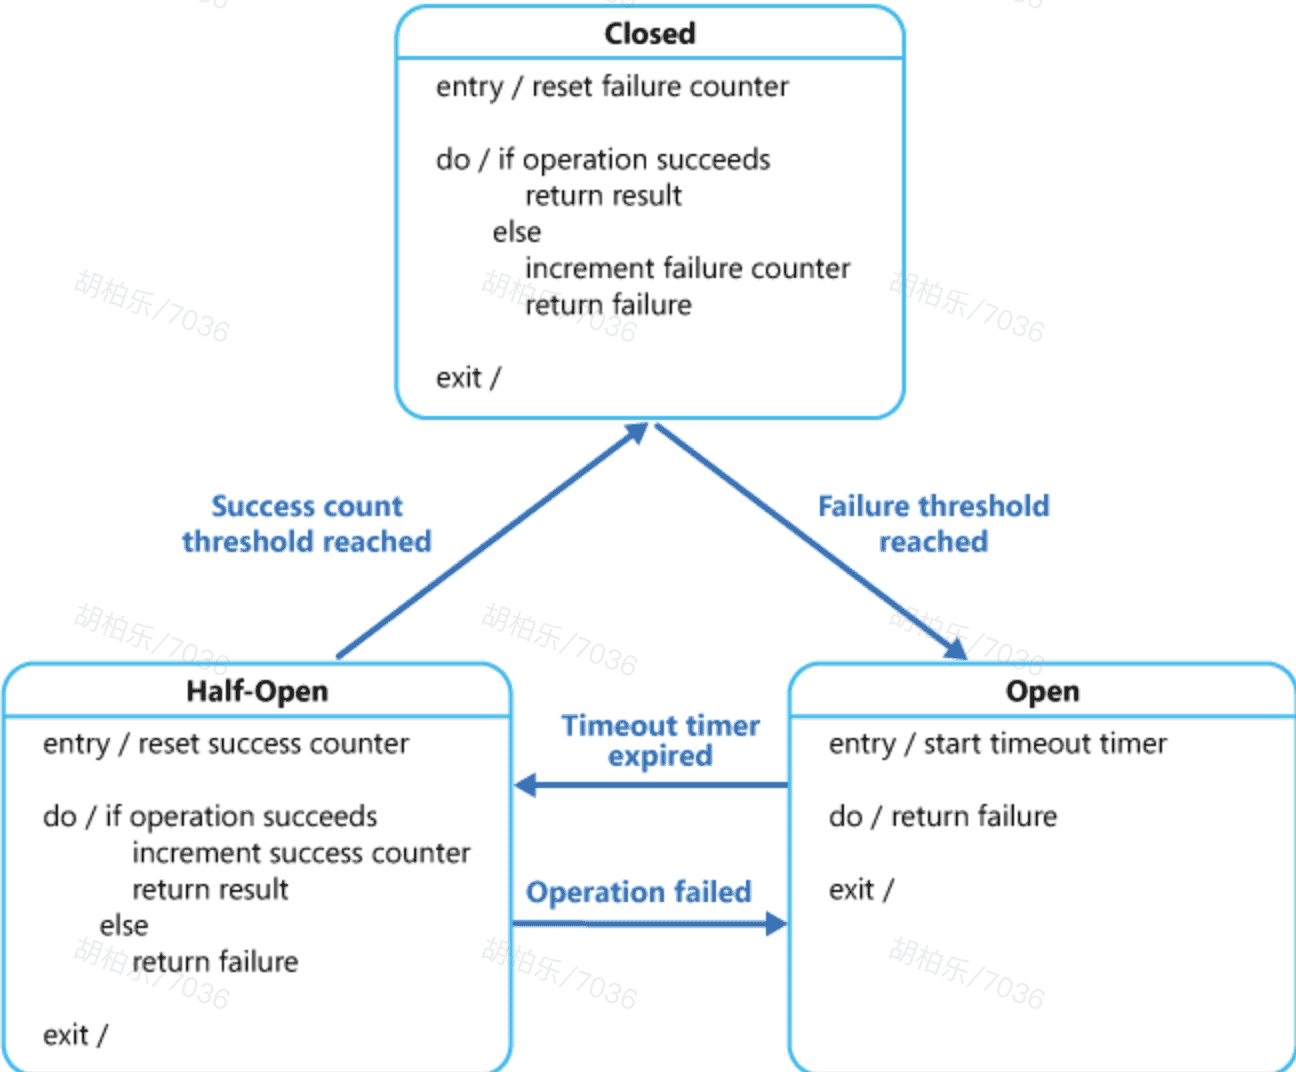 Closed
entry / reset failure counter
do / if operation succeeds
return result
else
increment failure counter
return failure
exit /
Success count
threshold reached
Failure threshold
reached
Half-Open
entry / reset success counter
do / if operation succeeds
increment success counter
return result
else
return failure
exit /
Timeout timer
expired
Operation failed
Open
entry / start timeout timer
do / return failure
exit /
胡柏乐/7036
胡柏乐/7036
胡柏乐/7036
胡柏乐/7036
胡柏乐/7036
胡柏乐/7036
胡柏乐/7036
胡柏乐/7036
胡柏乐/7036